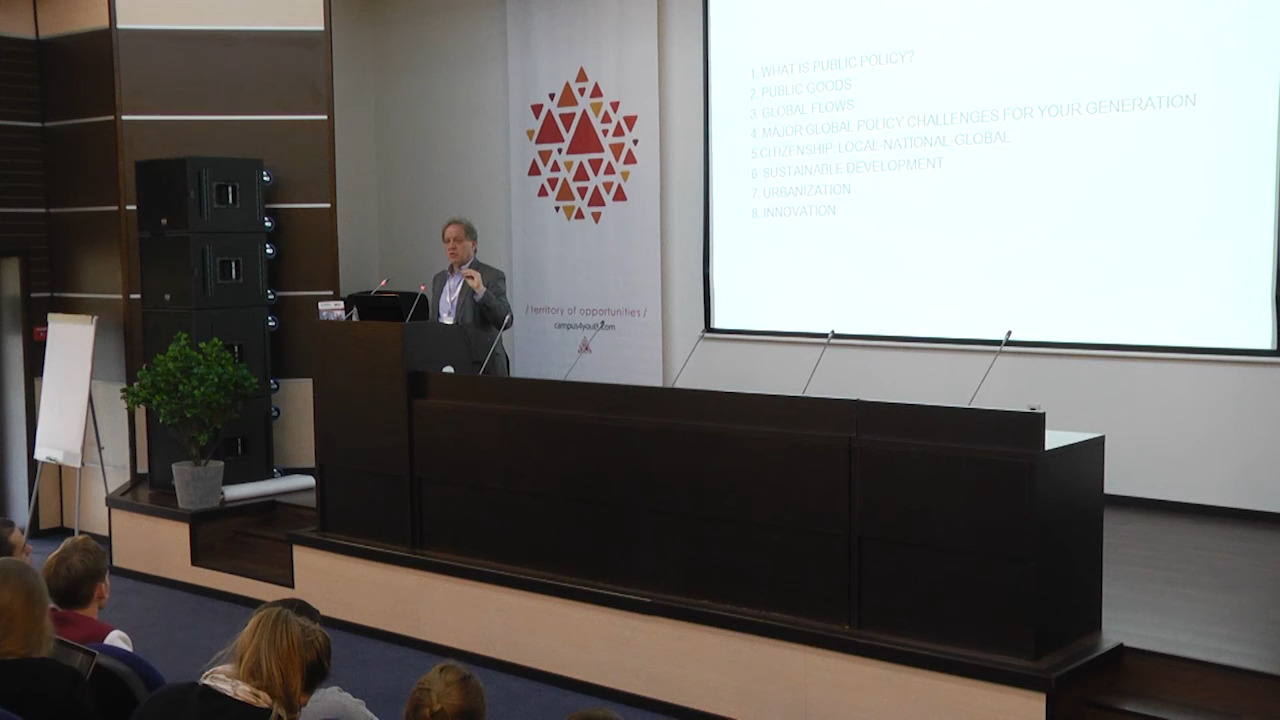 1. WHAT IS PUBLIC POLICY?
2. PUBLIC GOODS
3. GLOBAL FLOWS
4. MAJOR GLOBAL POLICY CHALLENGES FOR YOUR GENERATION
5 CITIZENSHIP: LOCAL-NATIONAL-GLOBAL
6. SUSTAINABLE DEVELOPMENT
7. URBANIZATION
8. INNOVATION
/ territory of opportunities /
campus4youth.com